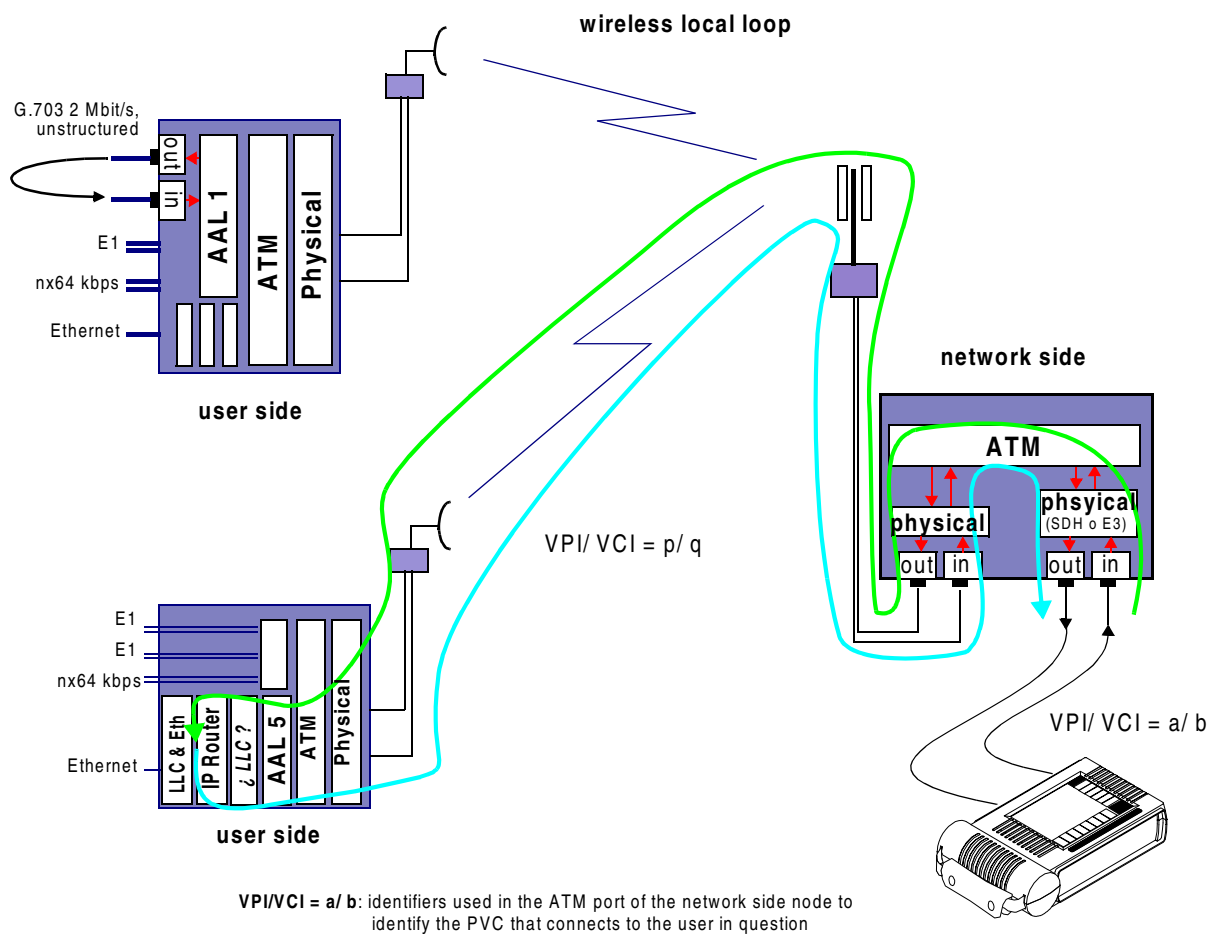 wireless local loop
G.703 2 Mbit/s,
unstructured
out
in
AAL 1
ATM
Physical
E1
nx64 kbps
Ethernet
user side
network side
ATM
physical
phsyical
(SDH o E3)
out
in
out
in
VPI/ VCI = p/ q
E1
E1
nx64 kbps
Ethernet
LLC & Eth
IP Router
¿ LLC ?
AAL 5
ATM
Physical
user side
VPI/ VCI = a/ b
VPI/VCI = a/ b: identifiers used in the ATM port of the network side node to
identify the PVC that connects to the user in question